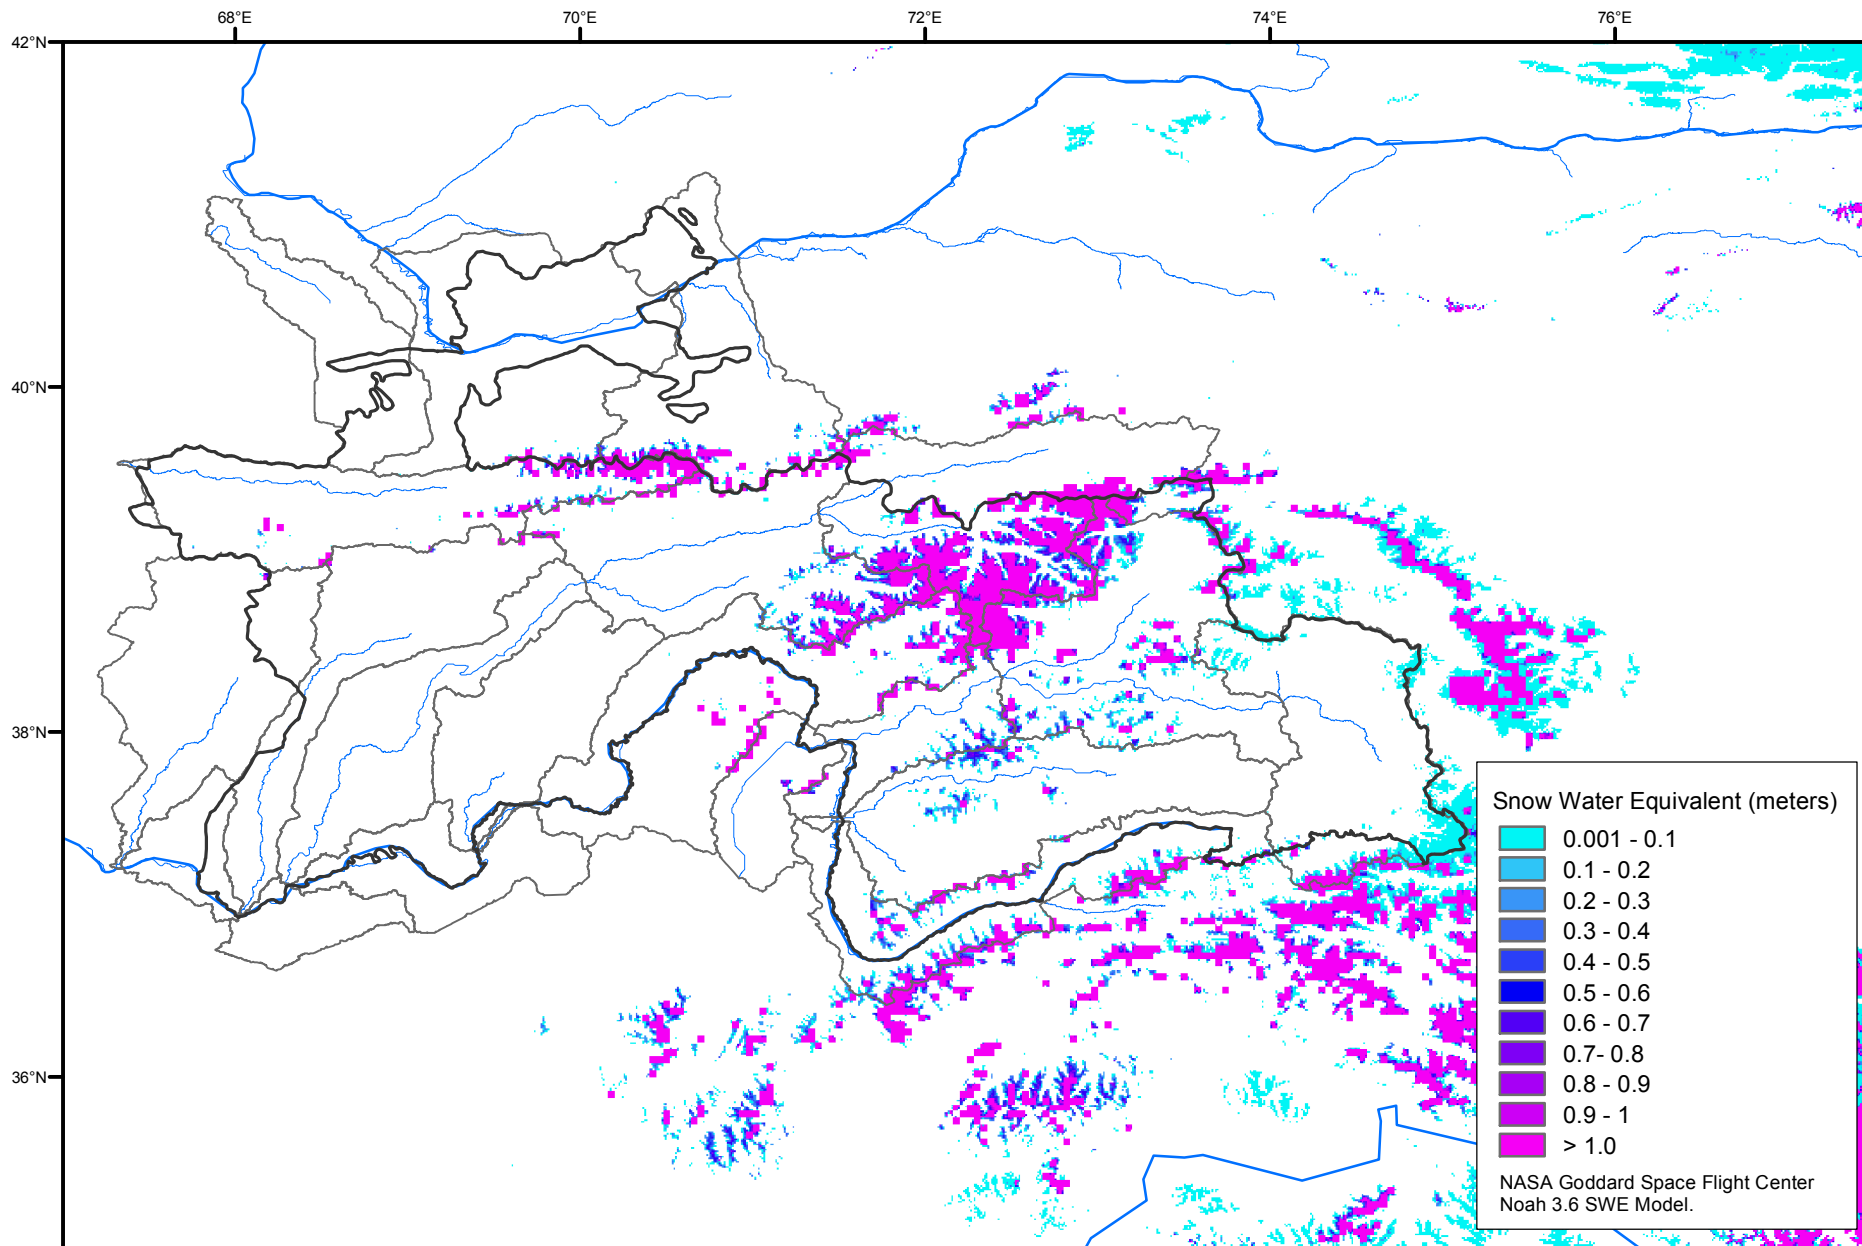 68°E
70°E
72°E
74°E
76°E
42°N
40°N
38°N
36°N
Snow Water Equivalent (meters)
0.001 - 0.1
0.1 - 0.2
0.2 - 0.3
0.3 - 0.4
0.4 - 0.5
0.5 - 0.6
0.6 - 0.7
0.7- 0.8
0.8 - 0.9
0.9 - 1
> 1.0
NASA Goddard Space Flight Center
Noah 3.6 SWE Model.